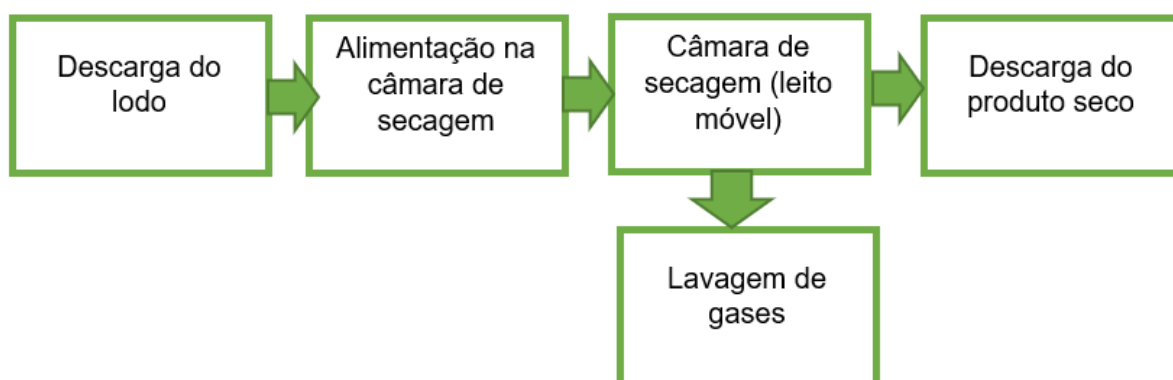 Descarga do
lodo
Alimentação na
câmara de
secagem
Câmara de
secagem (leito
móvel)
Descarga do
produto seco
Lavagem de
gases